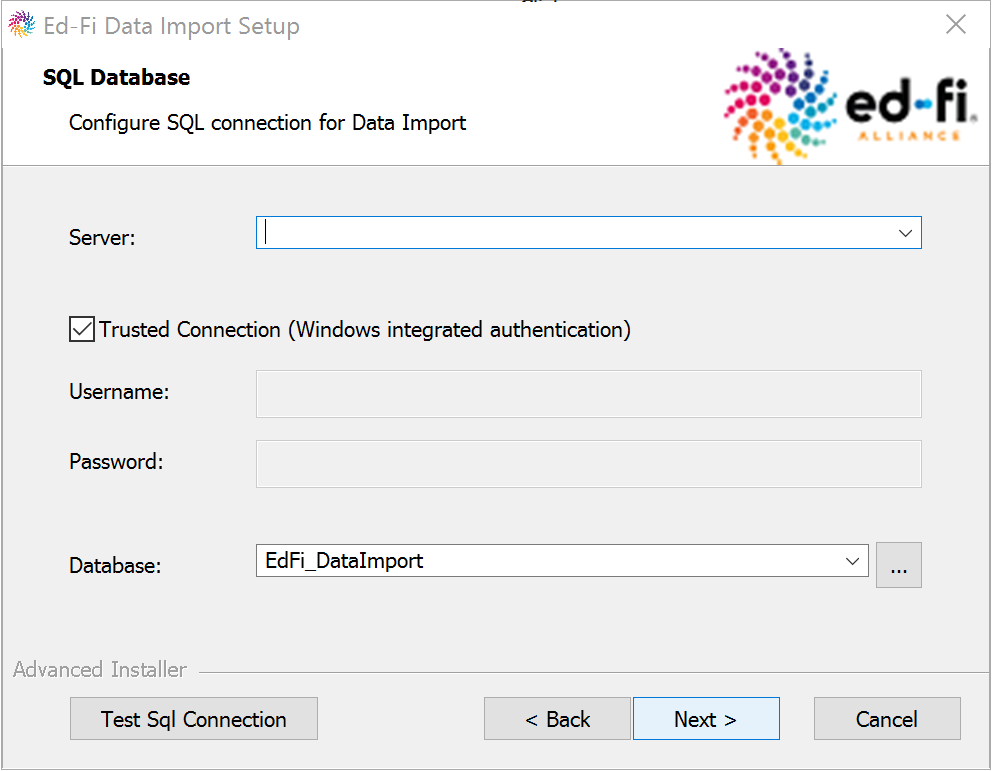 Ed-Fi Data Import Setup
SQL Database
Configure SQL connection for Data Import
ed-fi®
ALLIANCE
Server:
Trusted Connection (Windows integrated authentication)
Username:
Password:
Database: EdFi_DataImport ...
Advanced Installer
Test Sql Connection < Back Next > Cancel